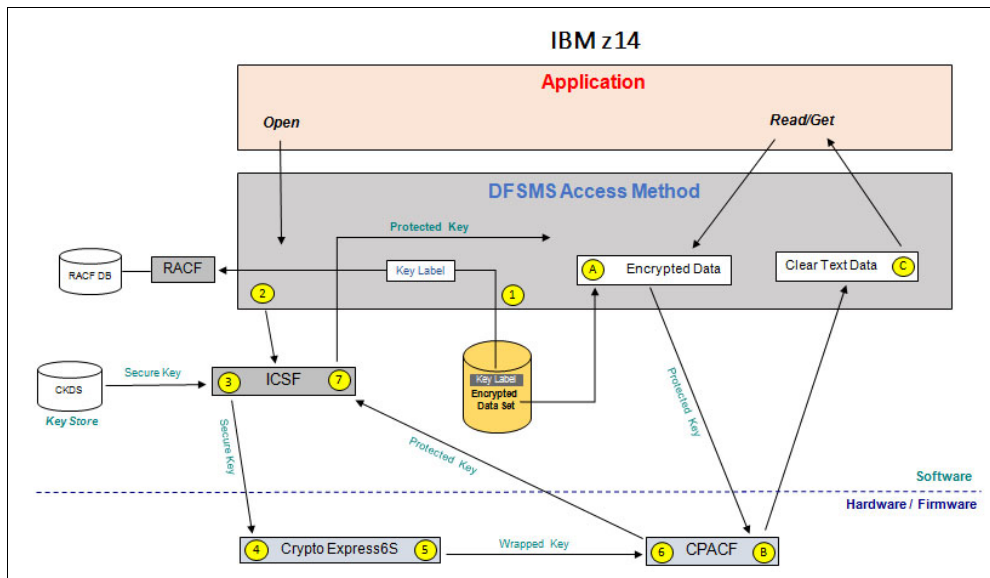 IBM z14
Application
Open
Read/Get
DFSMS Access Method
Protected Key
RACF DB
RACF
Key Label
A
Encrypted Data
Clear Text Data
C
2
1
CKDS
Key Store
Secure Key
3
ICSF
7
Key Label
Encrypted
Data Set
Protected Key
Secure Key
Protected Key
Software
Hardware / Firmware
4
Crypto Express6S
5
Wrapped Key
6
CPACF
B